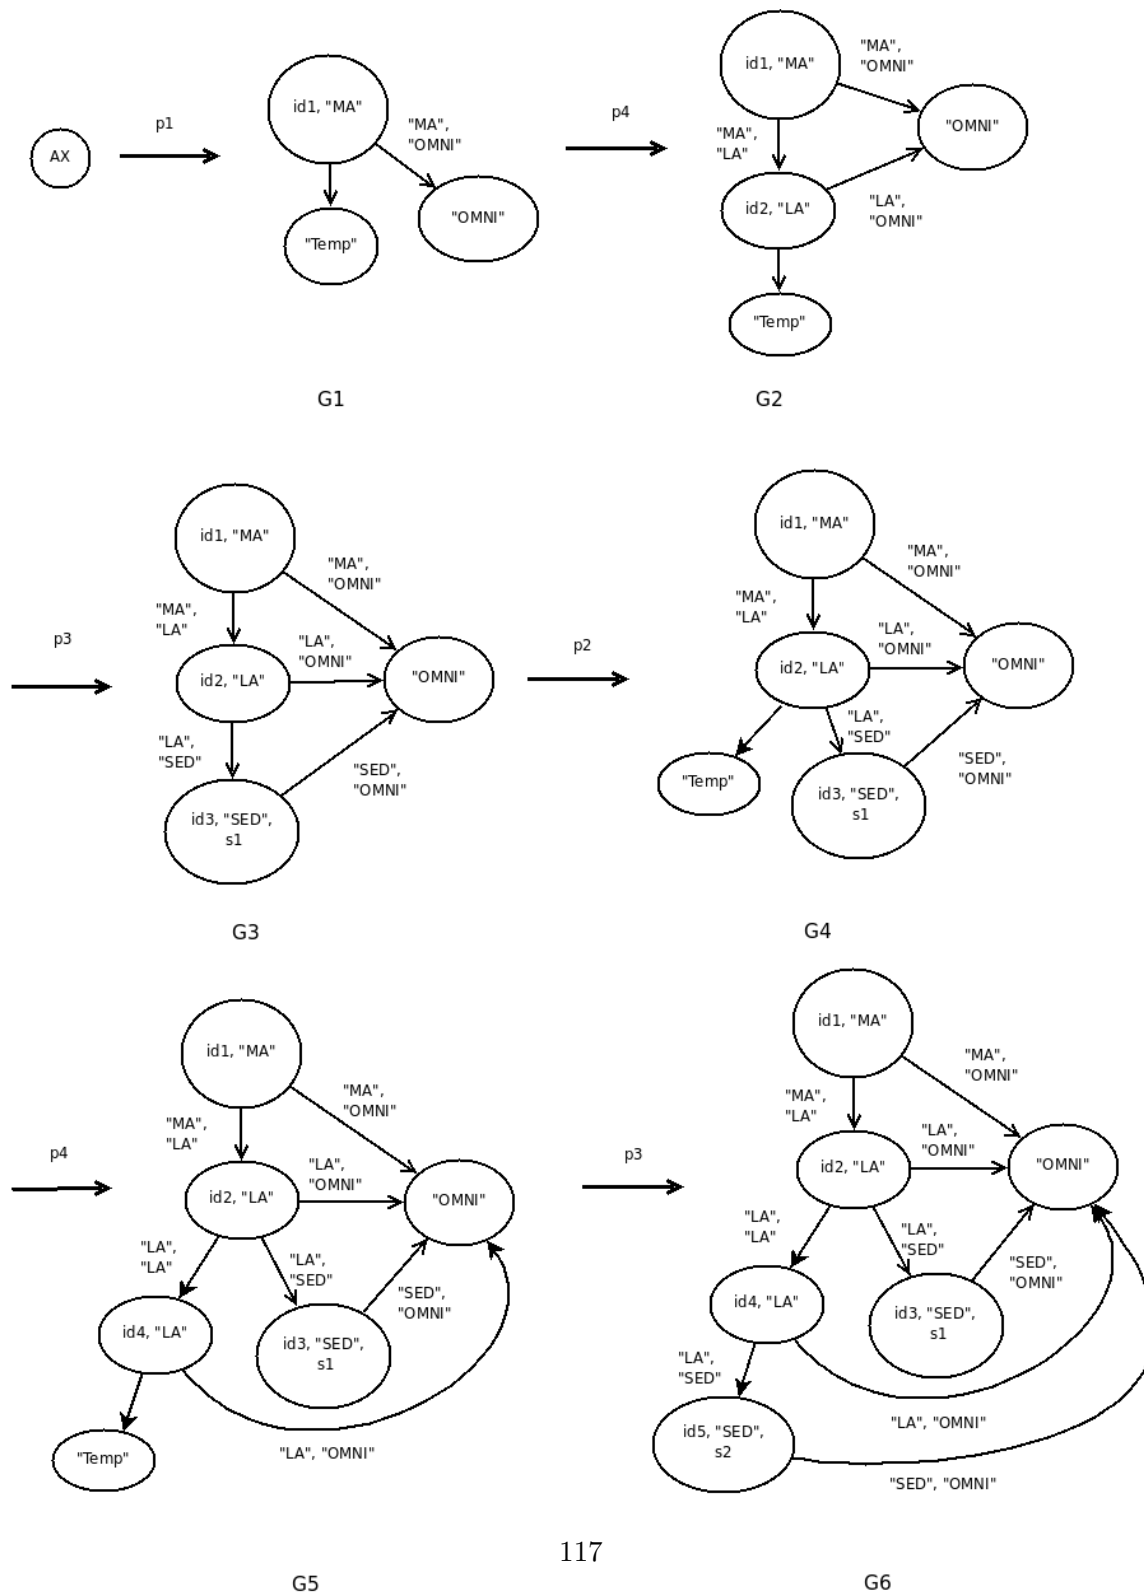 AX
p1
id1, "MA"
"MA",
"OMNI"
"Temp"
"OMNI"
G1
p4
id1, "MA"
"MA",
"OMNI"
"OMNI"
"MA",
"LA"
id2, "LA"
"LA",
"OMNI"
"Temp"
G2
p3
id1, "MA"
"MA",
"OMNI"
"MA",
"LA"
"LA",
"OMNI"
id2, "LA"
"OMNI"
"LA",
"SED"
"SED",
"OMNI"
id3, "SED",
s1
G3
p2
id1, "MA"
"MA",
"OMNI"
"MA",
"LA"
"LA",
"OMNI"
id2, "LA"
"OMNI"
"LA",
"SED"
"Temp"
"SED",
"OMNI"
id3, "SED",
s1
G4
p4
id1, "MA"
"MA",
"OMNI"
"MA",
"LA"
"LA",
"OMNI"
id2, "LA"
"OMNI"
"LA",
"LA"
"LA",
"SED"
"SED",
"OMNI"
id4, "LA"
id3, "SED",
s1
"Temp"
"LA", "OMNI"
G5
p3
id1, "MA"
"MA",
"OMNI"
"MA",
"LA"
"LA",
"OMNI"
id2, "LA"
"OMNI"
"LA",
"LA"
"LA",
"SED"
"SED",
"OMNI"
id4, "LA"
id3, "SED",
s1
"LA",
"SED"
"LA", "OMNI"
id5, "SED",
s2
"SED", "OMNI"
G6
117